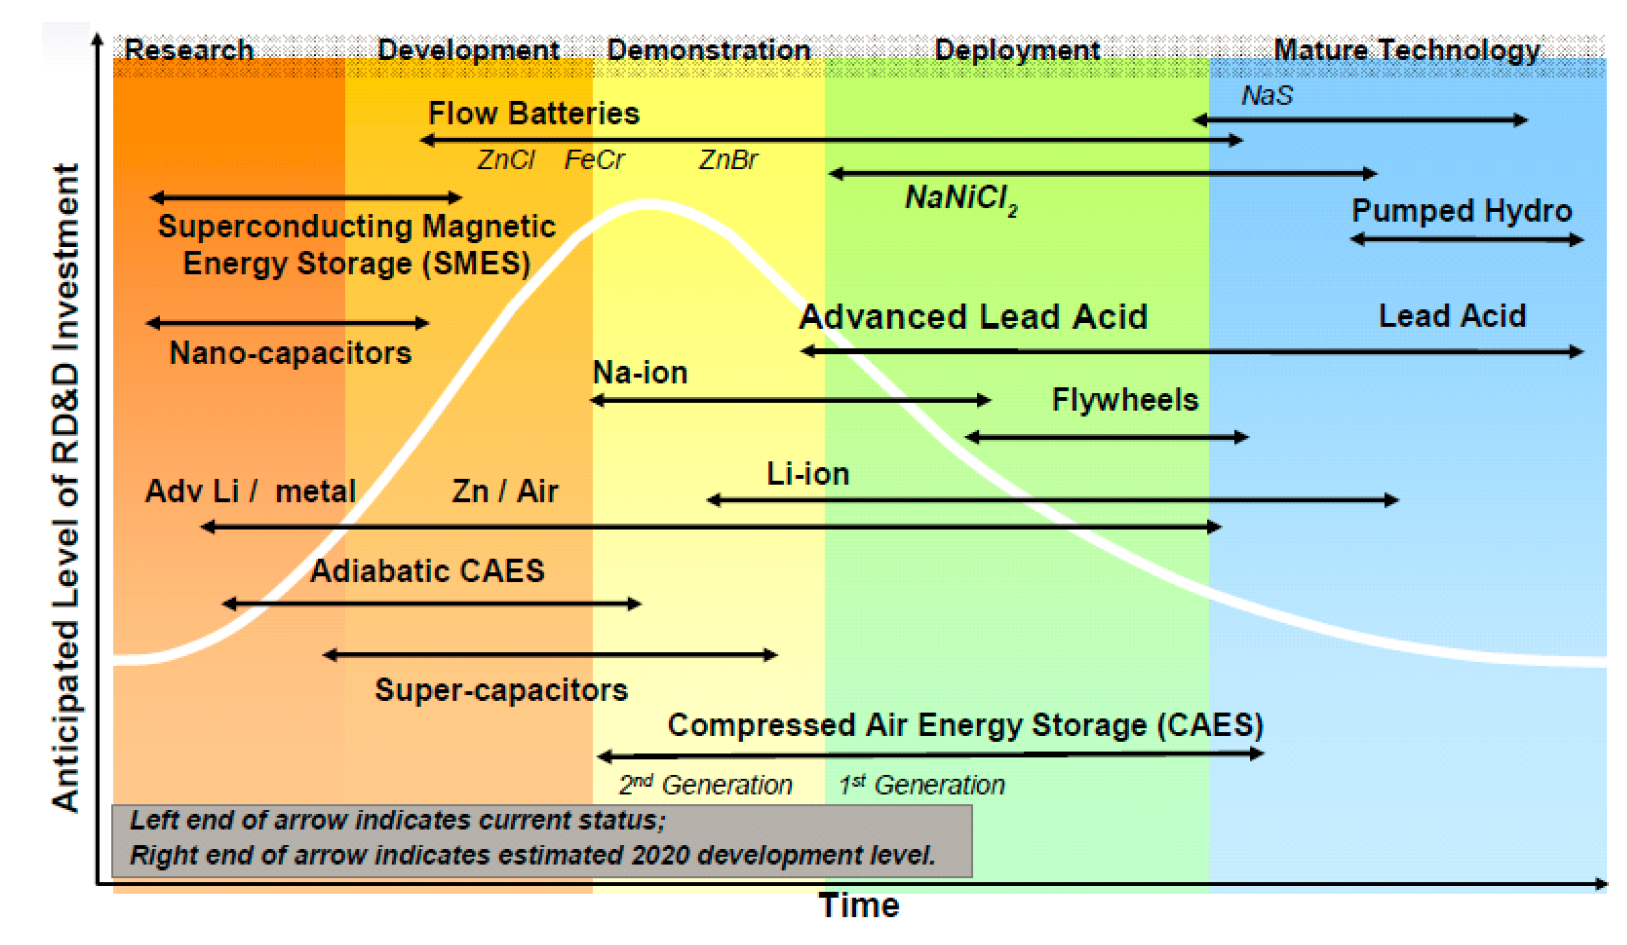 Research Development Demonstration Deployment Mature Technology
NaS
Flow Batteries
ZnCl FeCr ZnBr
NaNiCl2
Superconducting Magnetic
Energy Storage (SMES)
Pumped Hydro
Advanced Lead Acid Lead Acid
Nano-capacitors
Na-ion
Flywheels
Li-ion
Adv Li / metal Zn / Air
Adiabatic CAES
Super-capacitors
Compressed Air Energy Storage (CAES)
2nd Generation 1st Generation
Left end of arrow indicates current status;
Right end of arrow indicates estimated 2020 development level.
Time
Anticipated Level of RD&D Investment